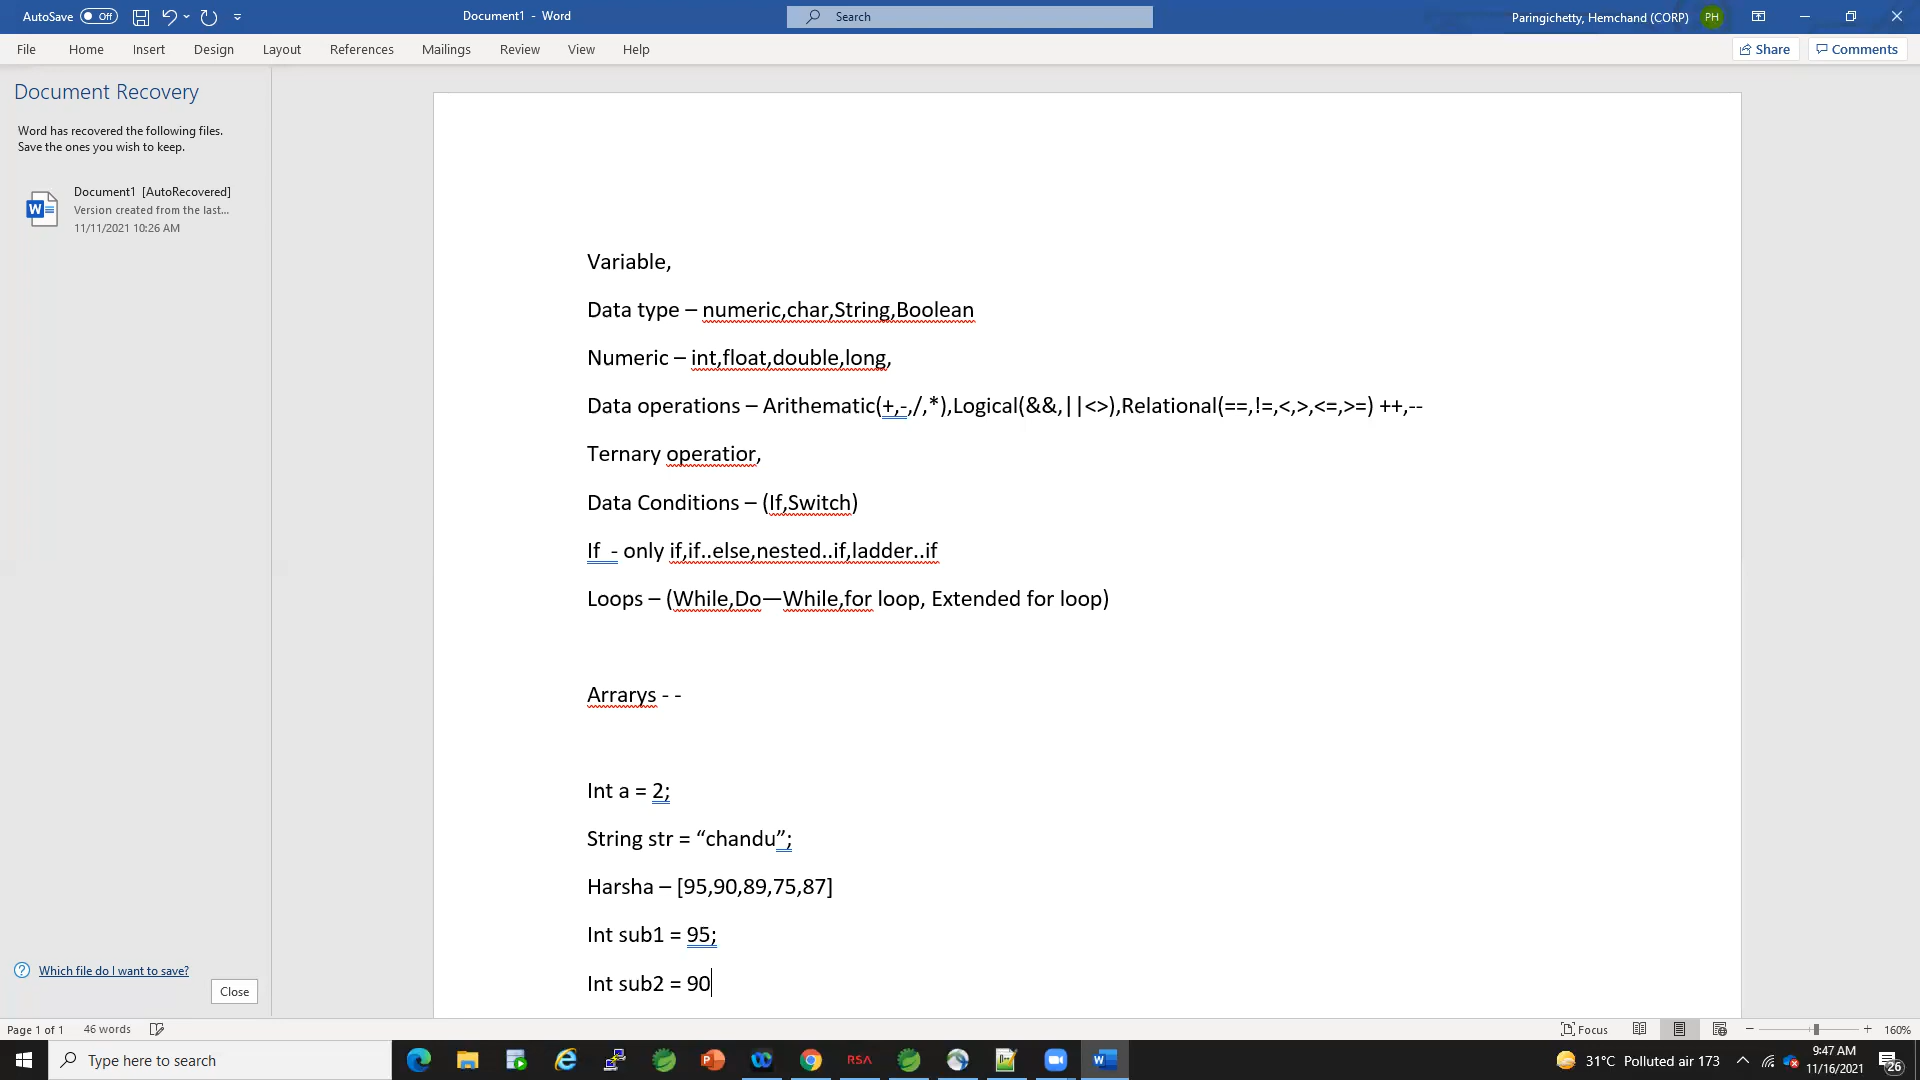 AutoSave Off Document1 - Word Search Paringichetty, Hemchand (CORP) PH
File Home Insert Design Layout References Mailings Review View Help Share Comments
Document Recovery
Word has recovered the following files.
Save the ones you wish to keep.
Document1 [AutoRecovered]
Version created from the last...
11/11/2021 10:26 AM
Variable,
Data type – numeric,char,String,Boolean
Numeric – int,float,double,long,
Data operations – Arithematic(+,-,/,*),Logical(&&,||<>),Relational(==,!=,<,>,<=,>=) ++,--
Ternary operatior,
Data Conditions – (If,Switch)
If  - only if,if..else,nested..if,ladder..if
Loops – (While,Do—While,for loop, Extended for loop)
Arrarys - -
Int a = 2;
String str = “chandu”;
Harsha – [95,90,89,75,87]
Int sub1 = 95;
Int sub2 = 90
Which file do I want to save?
Close
Page 1 of 1 46 words Focus 160%
Type here to search RSA 31°C Polluted air 173 9:47 AM
11/16/2021 26